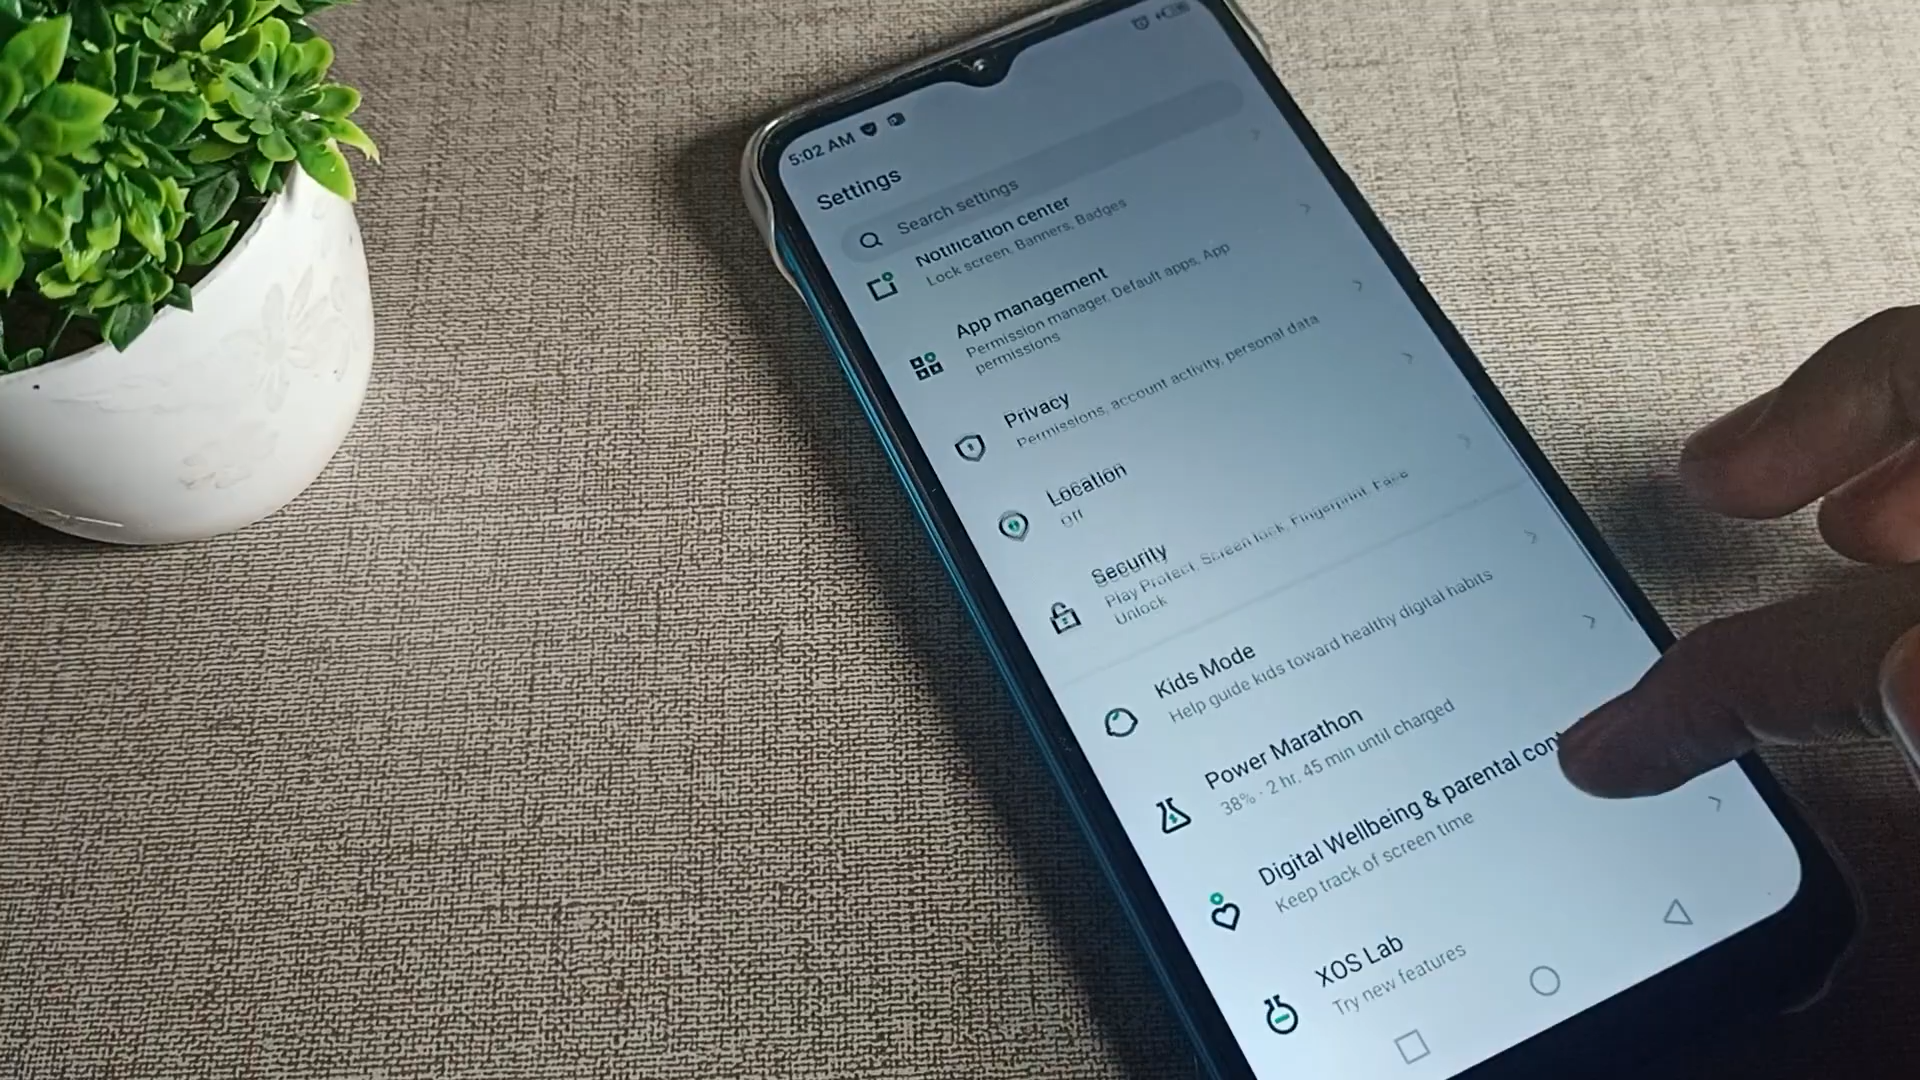 5:02 AM
Settings
Search settings
Notification center
Lock screen, Banners, Badges
App management
Permission manager, Default apps, App
permissions
Privacy
Permissions, account activity, personal data
Location
Off
Security
Play Protect, Screen lock, Fingerprint, Face
Unlock
Kids Mode
Help guide kids toward healthy digital habits
Power Marathon
38% · 2 hr, 45 min until charged
Digital Wellbeing & parental cont
Keep track of screen time
XOS Lab
Try new features